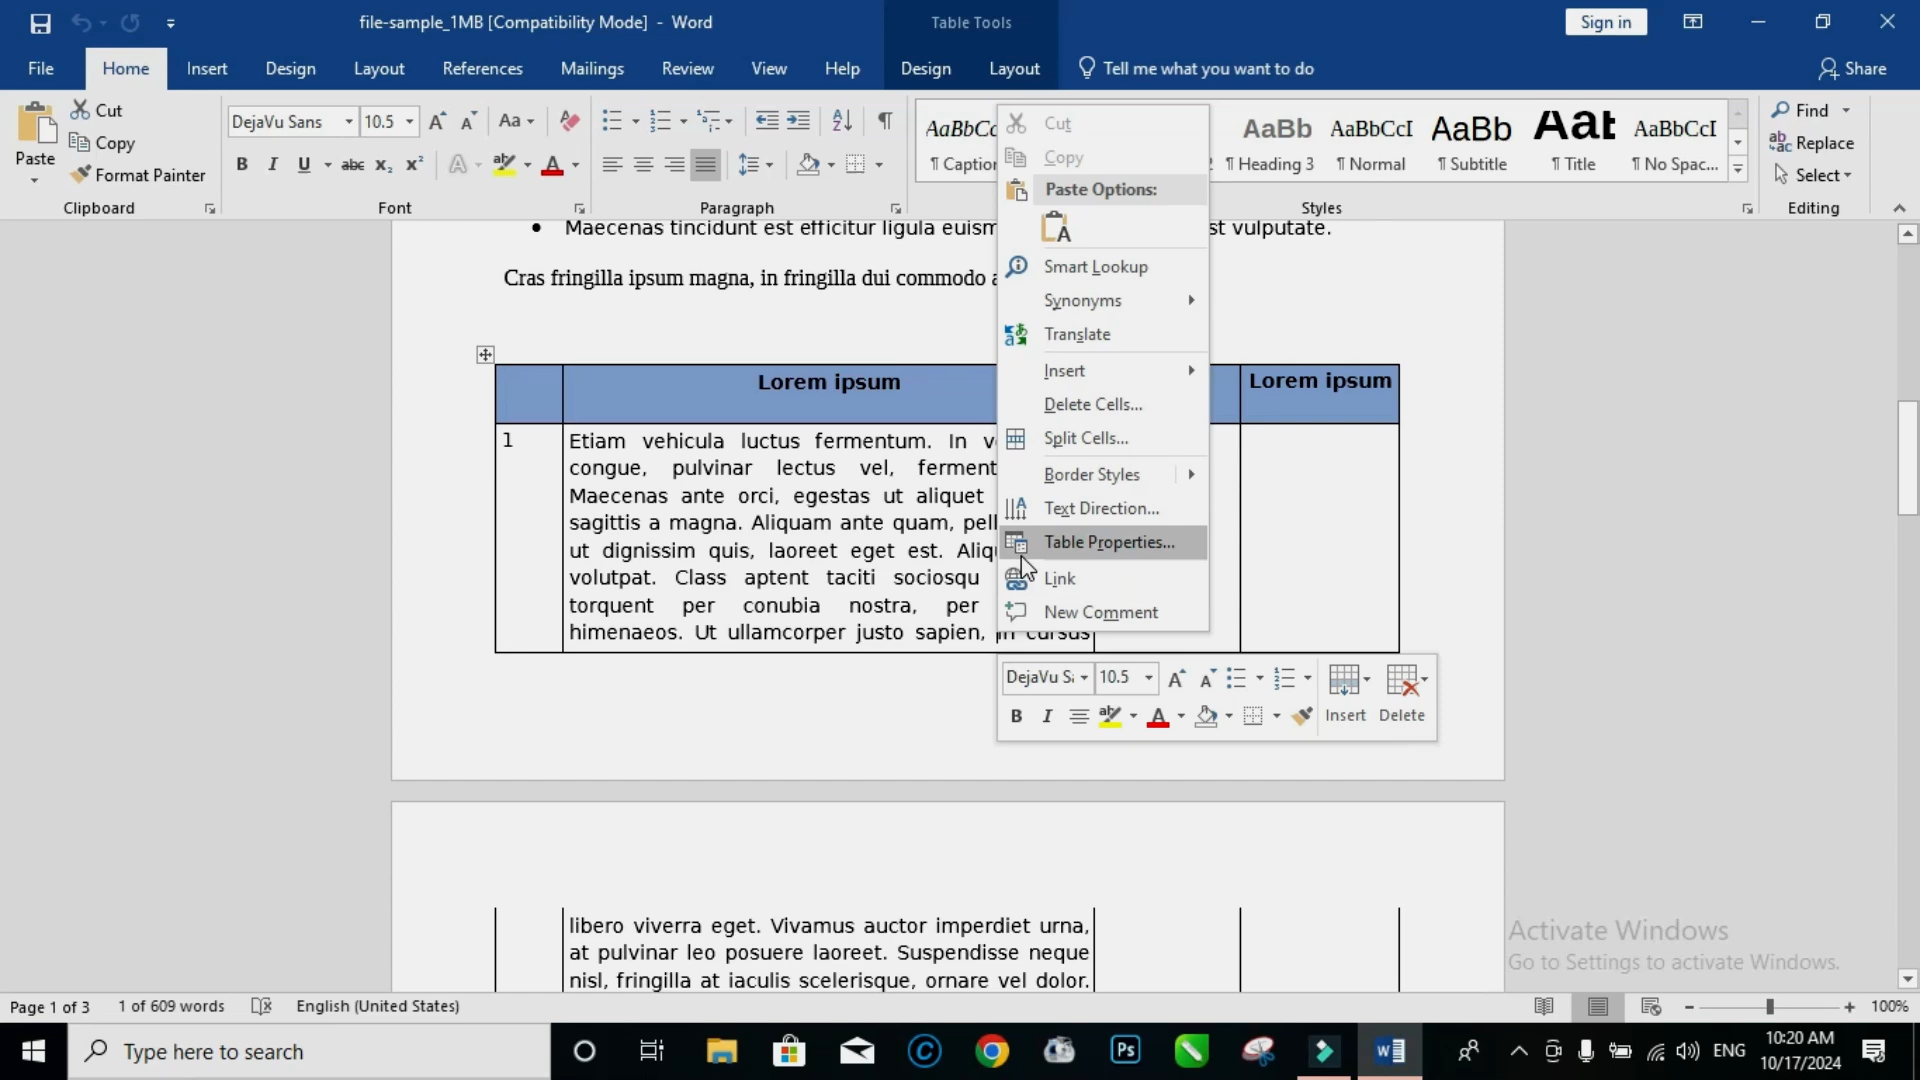 file-sample_1MB [Compatibility Mode] - Word
Table Tools
Sign in
File Home Insert Design Layout References Mailings Review View Help Design Layout Tell me what you want to do Share
Paste
Cut
Copy
Format Painter
Clipboard
DejaVu Sans 10.5
Font
Paragraph
AaBbCc
¶ Caption
AaBb
¶ Heading 3
AaBbCcI
¶ Normal
AaBb
¶ Subtitle
AaB
¶ Title
AaBbCcI
¶ No Spac...
Styles
Find
Replace
Select
Editing
Cut
Copy
Paste Options:
Smart Lookup
Synonyms
Translate
Insert
Delete Cells...
Split Cells...
Border Styles
Text Direction...
Table Properties...
Link
New Comment
DejaVu Sa 10.5
Insert Delete
• Maecenas tincidunt est efficitur ligula euism st vulputate.
Cras fringilla ipsum magna, in fringilla dui commodo
Lorem ipsum Lorem ipsum
1 Etiam vehicula luctus fermentum. In v
congue, pulvinar lectus vel, ferment
Maecenas ante orci, egestas ut aliquet
sagittis a magna. Aliquam ante quam, pell
ut dignissim quis, laoreet eget est. Aliq
volutpat. Class aptent taciti sociosqu
torquent per conubia nostra, per
himenaeos. Ut ullamcorper justo sapien, in cursus
libero viverra eget. Vivamus auctor imperdiet urna,
at pulvinar leo posuere laoreet. Suspendisse neque
nisl, fringilla at iaculis scelerisque, ornare vel dolor.
Activate Windows
Go to Settings to activate Windows.
Page 1 of 3 1 of 609 words English (United States) 100%
Type here to search
Ps
ENG
10:20 AM
10/17/2024